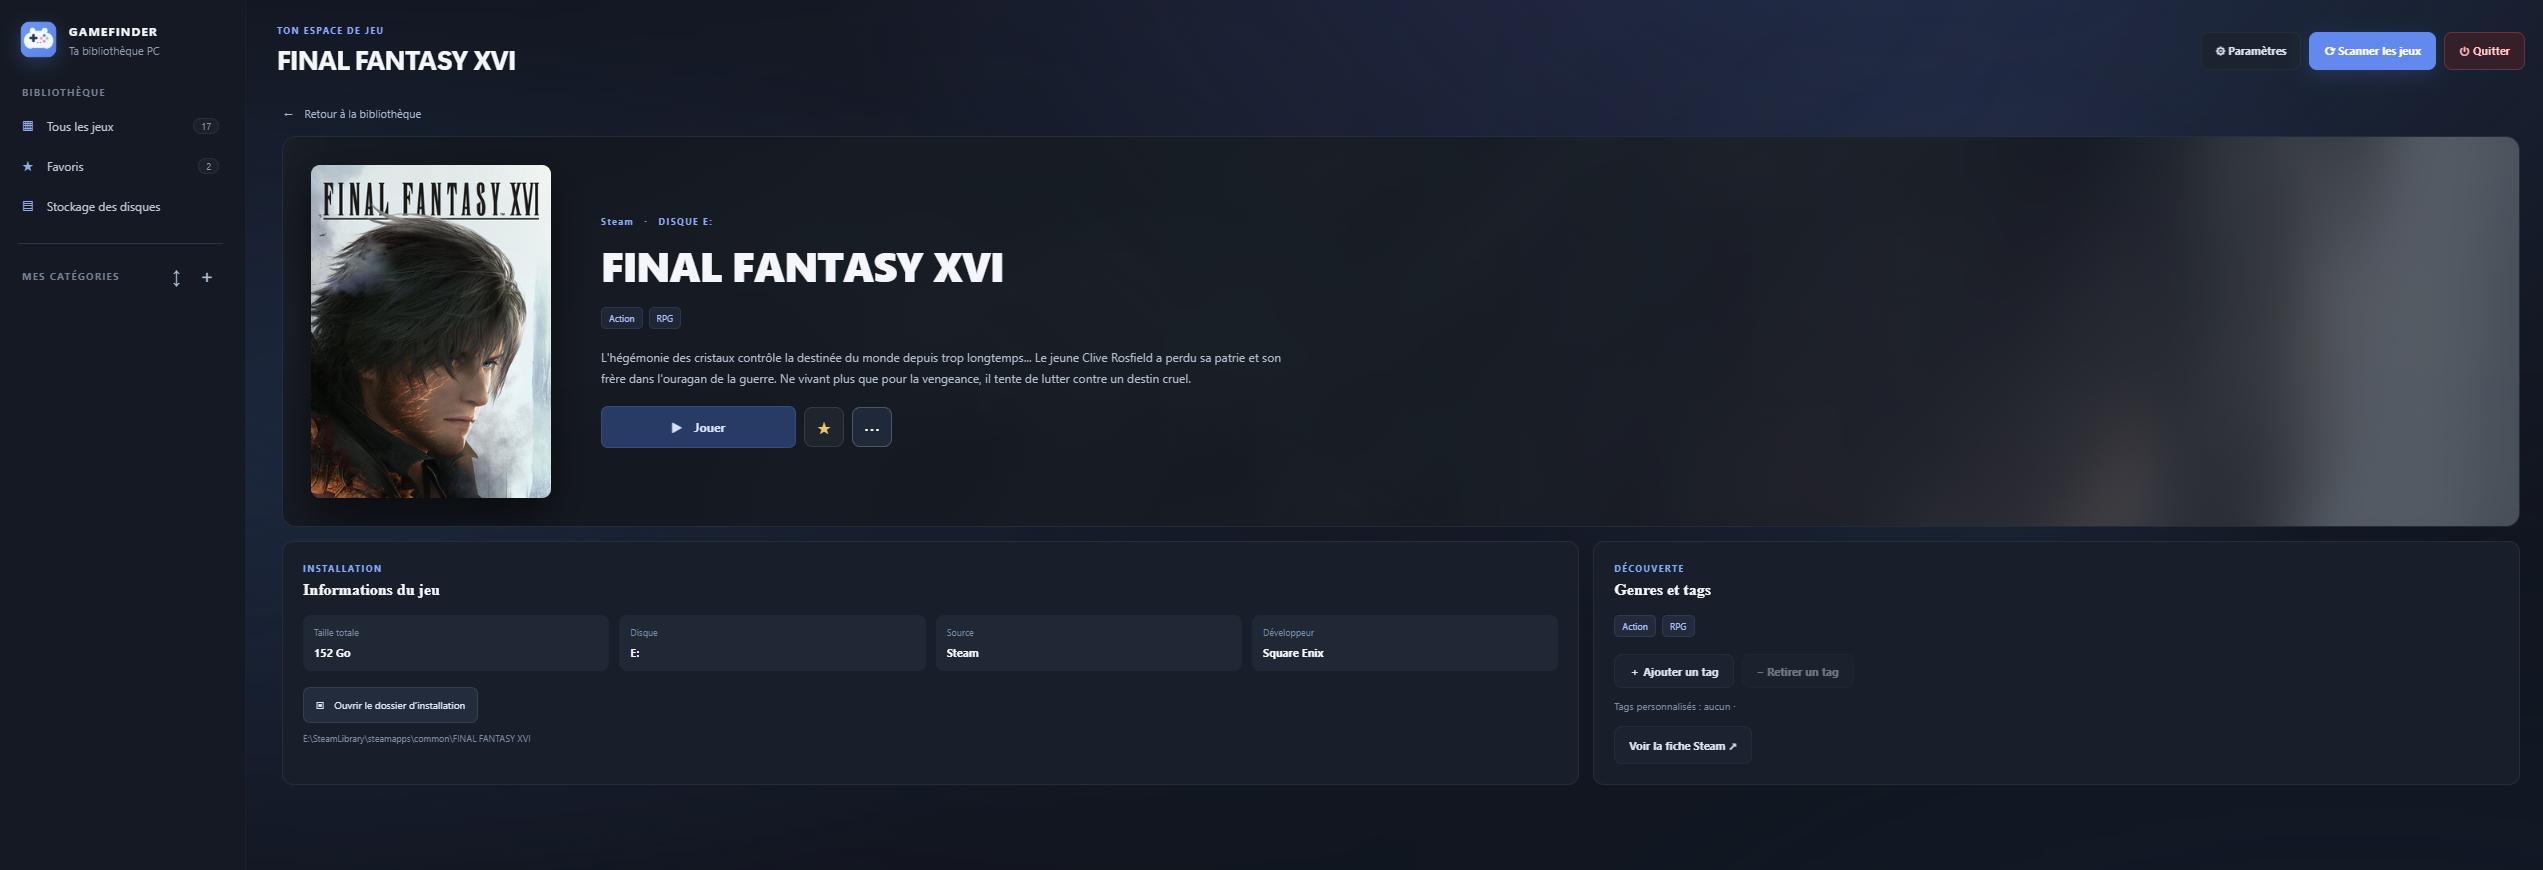 GAMEFINDER
Ta bibliothèque PC
BIBLIOTHÈQUE
Tous les jeux 17
Favoris 2
Stockage des disques
MES CATÉGORIES
TON ESPACE DE JEU
FINAL FANTASY XVI
Paramètres
Scanner les jeux
Quitter
← Retour à la bibliothèque
FINAL FANTASY XVI
Steam · DISQUE E:
FINAL FANTASY XVI
Action RPG
L'hégémonie des cristaux contrôle la destinée du monde depuis trop longtemps... Le jeune Clive Rosfield a perdu sa patrie et son
frère dans l'ouragan de la guerre. Ne vivant plus que pour la vengeance, il tente de lutter contre un destin cruel.
▶ Jouer
★
...
INSTALLATION
Informations du jeu
Taille totale
152 Go
Disque
E:
Source
Steam
Développeur
Square Enix
Ouvrir le dossier d'installation
E:\SteamLibrary\steamapps\common\FINAL FANTASY XVI
DÉCOUVERTE
Genres et tags
Action RPG
+ Ajouter un tag
− Retirer un tag
Tags personnalisés : aucun ·
Voir la fiche Steam ↗